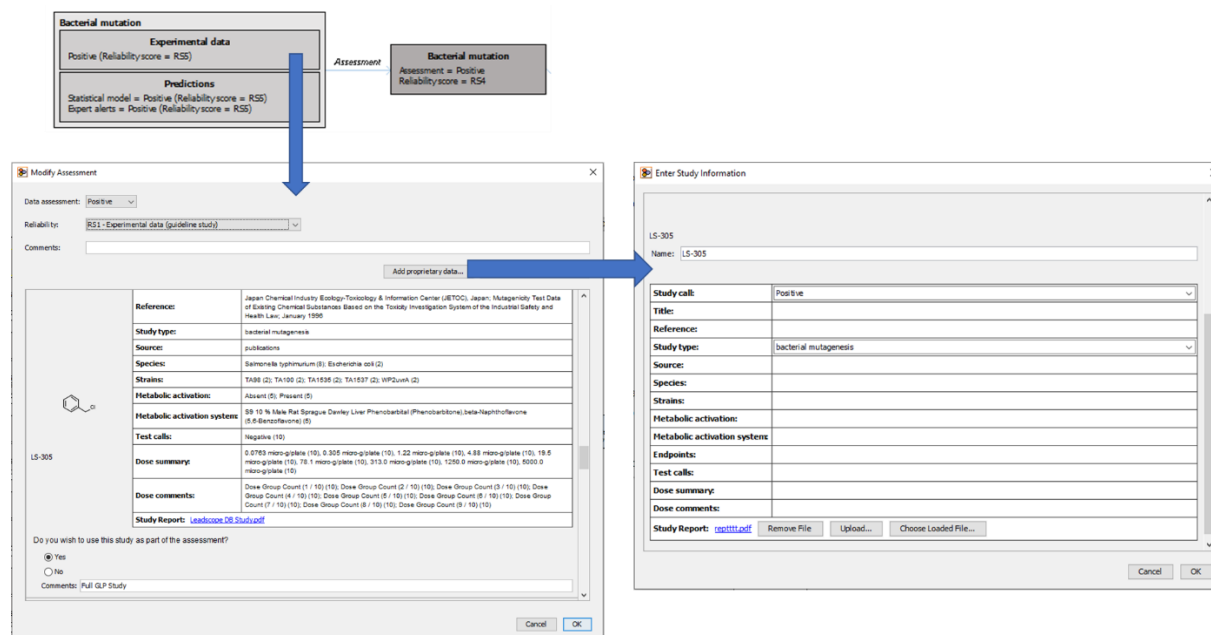 Bacterial mutation
Experimental data
Positive (Reliability score = RS5)
Predictions
Statistical model = Positive (Reliability score = RS5)
Expert alerts = Positive (Reliability score = RS5)
Assessment
Bacterial mutation
Assessment = Positive
Reliability score = RS4
Modify Assessment
Data assessment: Positive
Reliability: RS1 - Experimental data (guideline study)
Comments:
Add proprietary data...
LS-305
Cl
Reference: Japan Chemical Industry Ecology-Toxicology & Information Center (JETOC), Japan; Mutagenicity Test Data
of Existing Chemical Substances Based on the Toxicity Investigation System of the Industrial Safety and
Health Law; January 1996
Study type: bacterial mutagenesis
Source: publications
Species: Salmonella typhimurium (8); Escherichia coli (2)
Strains: TA98 (2); TA100 (2); TA1535 (2); TA1537 (2); WP2uvrA (2)
Metabolic activation: Absent (5); Present (5)
Metabolic activation system: S9 10 % Male Rat Sprague Dawley Liver Phenobarbital (Phenobarbitone),beta-Naphthoflavone
(5,6-Benzoflavone) (5)
Test calls: Negative (10)
Dose summary: 0.0763 micro-g/plate (10), 0.305 micro-g/plate (10), 1.22 micro-g/plate (10), 4.88 micro-g/plate (10), 19.5
micro-g/plate (10), 78.1 micro-g/plate (10), 313.0 micro-g/plate (10), 1250.0 micro-g/plate (10), 5000.0
micro-g/plate (10)
Dose comments: Dose Group Count (1 / 10) (10); Dose Group Count (2 / 10) (10); Dose Group Count (3 / 10) (10); Dose
Group Count (4 / 10) (10); Dose Group Count (5 / 10) (10); Dose Group Count (6 / 10) (10); Dose Group
Count (7 / 10) (10); Dose Group Count (8 / 10) (10); Dose Group Count (9 / 10) (10)
Study Report: Leadscope DB Study.pdf
Do you wish to use this study as part of the assessment?
Yes
No
Comments: Full GLP Study
Cancel OK
Enter Study Information
LS-305
Name: LS-305
Study call: Positive
Title:
Reference:
Study type: bacterial mutagenesis
Source:
Species:
Strains:
Metabolic activation:
Metabolic activation system:
Endpoints:
Test calls:
Dose summary:
Dose comments:
Study Report: reptttt.pdf Remove File Upload... Choose Loaded File...
Cancel OK